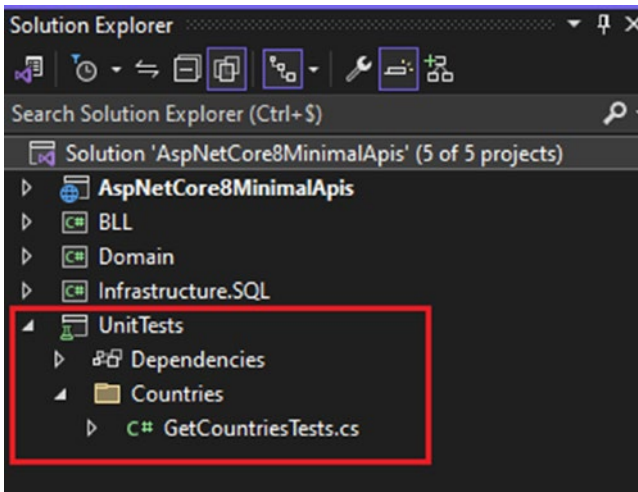 Solution Explorer
Search Solution Explorer (Ctrl+$)
Solution 'AspNetCore8MinimalApis' (5 of 5 projects)
AspNetCore8MinimalApis
C# BLL
C# Domain
C# Infrastructure.SQL
UnitTests
Dependencies
Countries
C# GetCountriesTests.cs